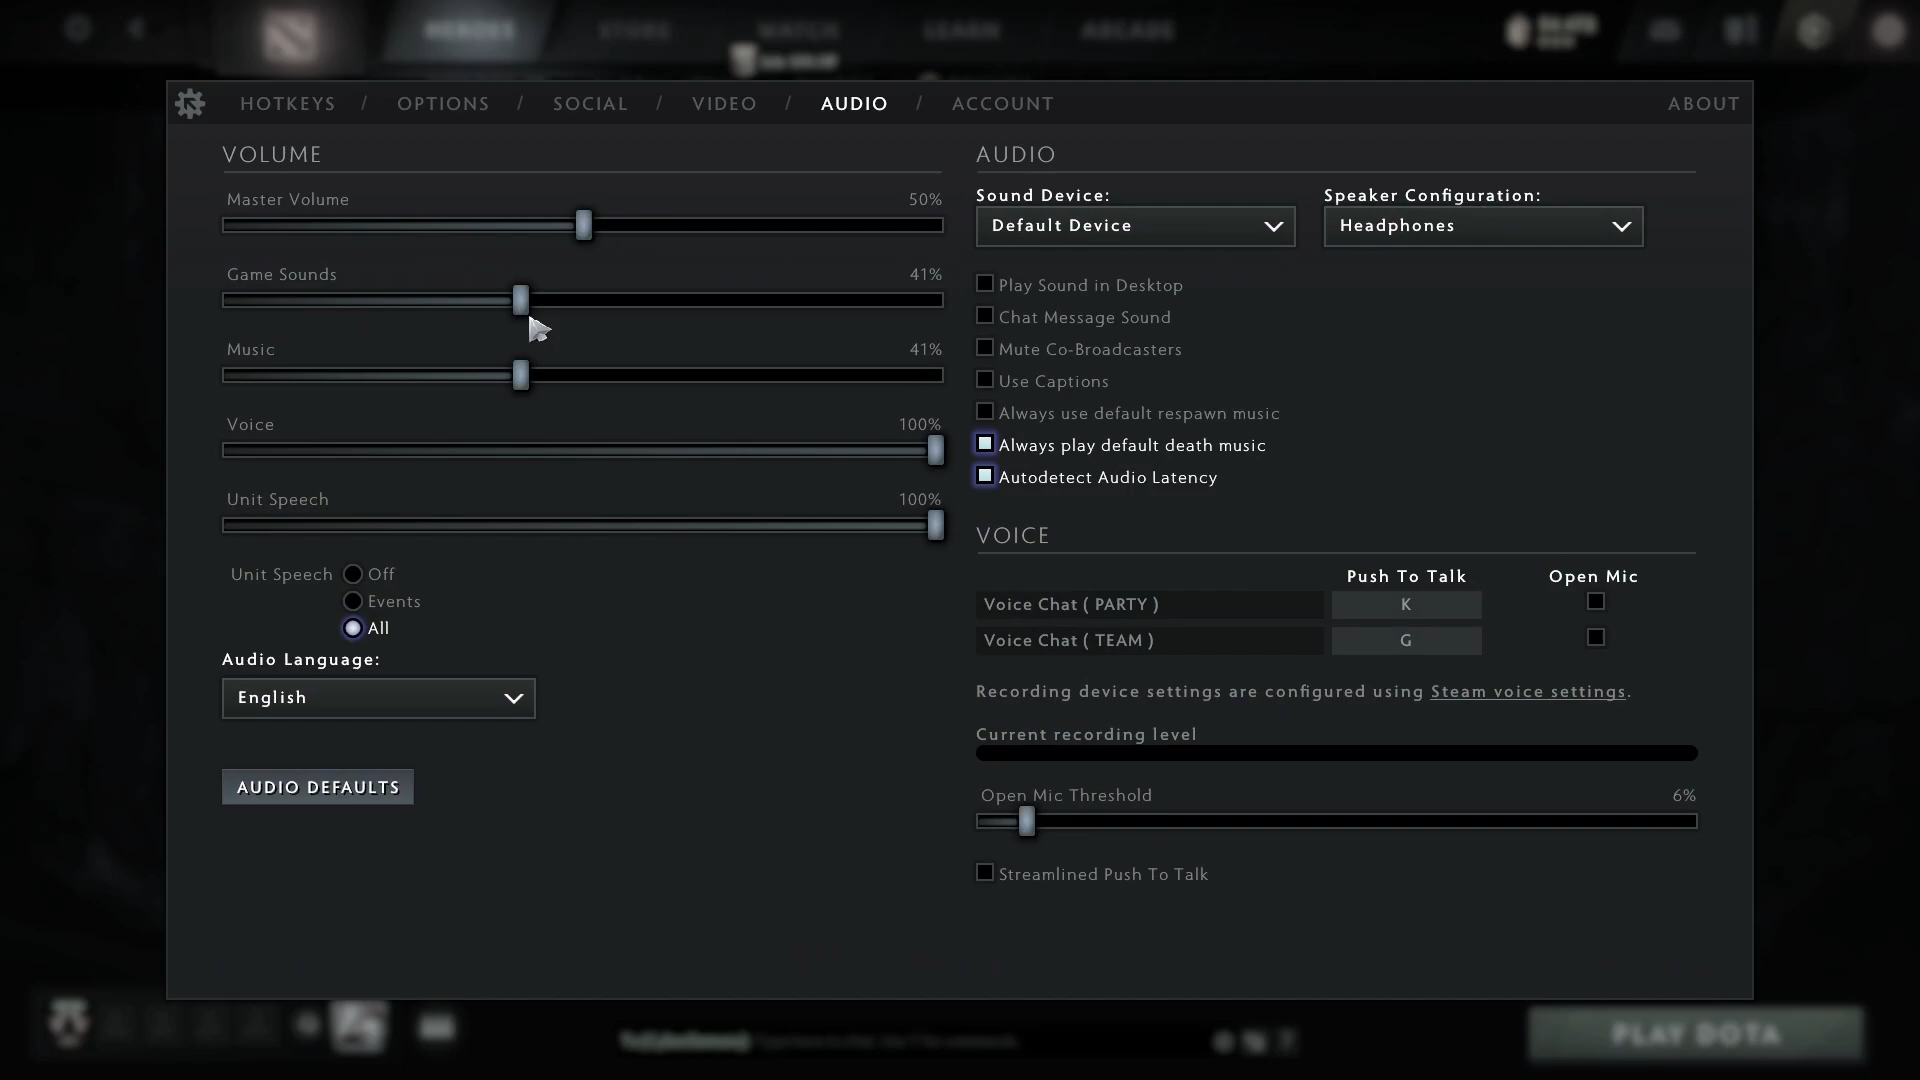 HEROES STORE WATCH LEARN ARCADE
HOTKEYS / OPTIONS / SOCIAL / VIDEO / AUDIO / ACCOUNT ABOUT
VOLUME
Master Volume 50%
Game Sounds 41%
Music 41%
Voice 100%
Unit Speech 100%
Unit Speech Off
Events
All
Audio Language:
English
AUDIO DEFAULTS
AUDIO
Sound Device: Speaker Configuration:
Default Device Headphones
Play Sound in Desktop
Chat Message Sound
Mute Co-Broadcasters
Use Captions
Always use default respawn music
Always play default death music
Autodetect Audio Latency
VOICE
Push To Talk Open Mic
Voice Chat ( PARTY ) K
Voice Chat ( TEAM ) G
Recording device settings are configured using Steam voice settings.
Current recording level
Open Mic Threshold 6%
Streamlined Push To Talk
PLAY DOTA